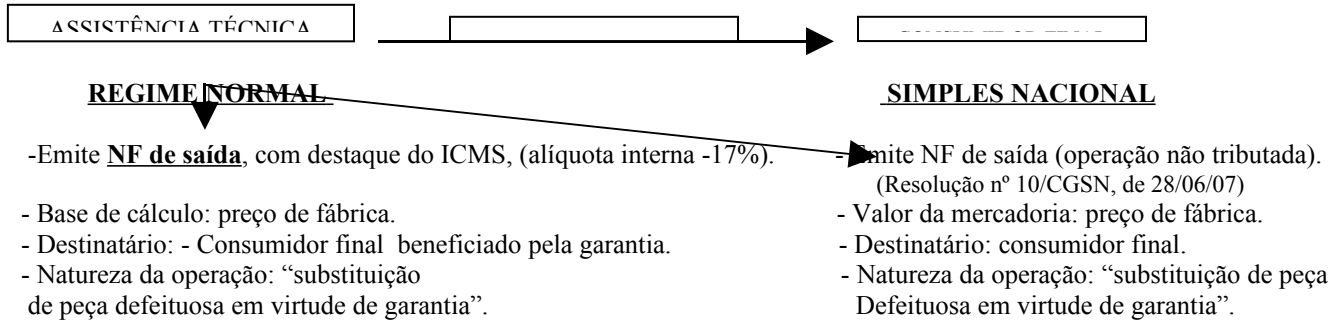 ASSISTÊNCIA TÉCNICA
REGIME NORMAL
SIMPLES NACIONAL
-Emite NF de saída, com destaque do ICMS, (alíquota interna -17%).
- Emite NF de saída (operação não tributada).
(Resolução nº 10/CGSN, de 28/06/07)
- Base de cálculo: preço de fábrica.
- Valor da mercadoria: preço de fábrica.
- Destinatário: - Consumidor final beneficiado pela garantia.
- Destinatário: consumidor final.
- Natureza da operação: “substituição
- Natureza da operação: “substituição de peça
de peça defeituosa em virtude de garantia”.
Defeituosa em virtude de garantia”.